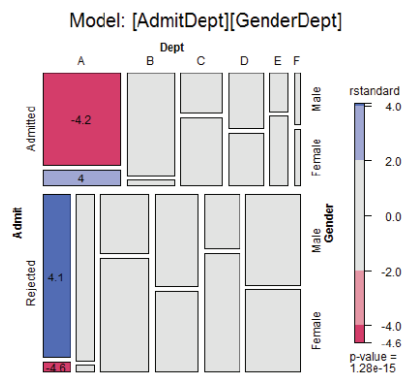 Model: [AdmitDept][GenderDept]
Dept
A B C D E F
rstandard
Admit
Admitted
Rejected
Gender
Male
Female
Male
Female
-4.2
4
4.1
-4.6
4.0
2.0
0.0
-2.0
-4.0
-4.6
p-value =
1.28e-15